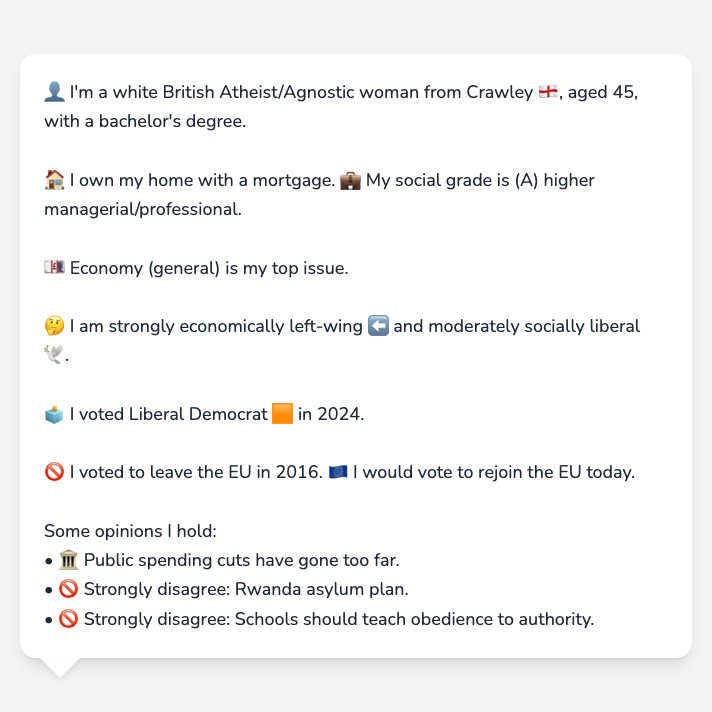 👤 I'm a white British Atheist/Agnostic woman from Crawley 🏴󠁧󠁢󠁥󠁮󠁧󠁿, aged 45,
with a bachelor's degree.
🏠 I own my home with a mortgage. 💼 My social grade is (A) higher
managerial/professional.
💷 Economy (general) is my top issue.
🤔 I am strongly economically left-wing ⬅️ and moderately socially liberal
🕊️.
🗳️ I voted Liberal Democrat 🟧 in 2024.
🚫 I voted to leave the EU in 2016. 🇪🇺 I would vote to rejoin the EU today.
Some opinions I hold:
• 🏛️ Public spending cuts have gone too far.
• 🚫 Strongly disagree: Rwanda asylum plan.
• 🚫 Strongly disagree: Schools should teach obedience to authority.